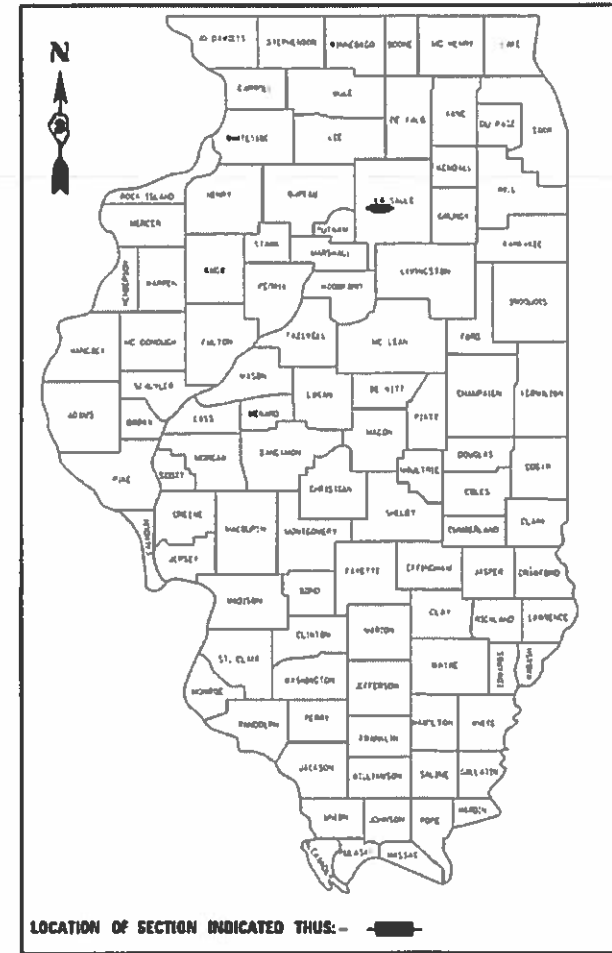 JO DAVIESS STEPHENSON WINNEBAGO BOONE MC HENRY LAKE
N
CARROLL OGLE
DE KALB KANE DU PAGE COOK
WHITESIDE LEE
KENDALL
ROCK ISLAND HENRY BUREAU LA SALLE GRUNDY WILL
MERCER PUTNAM
STARK MARSHALL KANKAKEE
HENDERSON WARREN KNOX PEORIA WOODFORD LIVINGSTON IROQUOIS
HANCOCK MC DONOUGH FULTON TAZEWELL MC LEAN FORD
MASON
SCHUYLER LOGAN DE WITT CHAMPAIGN VERMILION
ADAMS BROWN CASS MENARD PIATT
MACON
PIKE SCOTT MORGAN SANGAMON MOULTRIE DOUGLAS EDGAR
CHRISTIAN COLES
CALHOUN GREENE MACOUPIN MONTGOMERY SHELBY CUMBERLAND CLARK
JERSEY
FAYETTE EFFINGHAM JASPER CRAWFORD
MADISON BOND
CLAY RICHLAND LAWRENCE
CLINTON MARION
ST. CLAIR WAYNE EDWARDS WABASH
WASHINGTON JEFFERSON
MONROE
RANDOLPH PERRY HAMILTON WHITE
FRANKLIN
JACKSON WILLIAMSON SALINE GALLATIN
UNION JOHNSON POPE HARDIN
PULASKI MASSAC
LOCATION OF SECTION INDICATED THUS:-